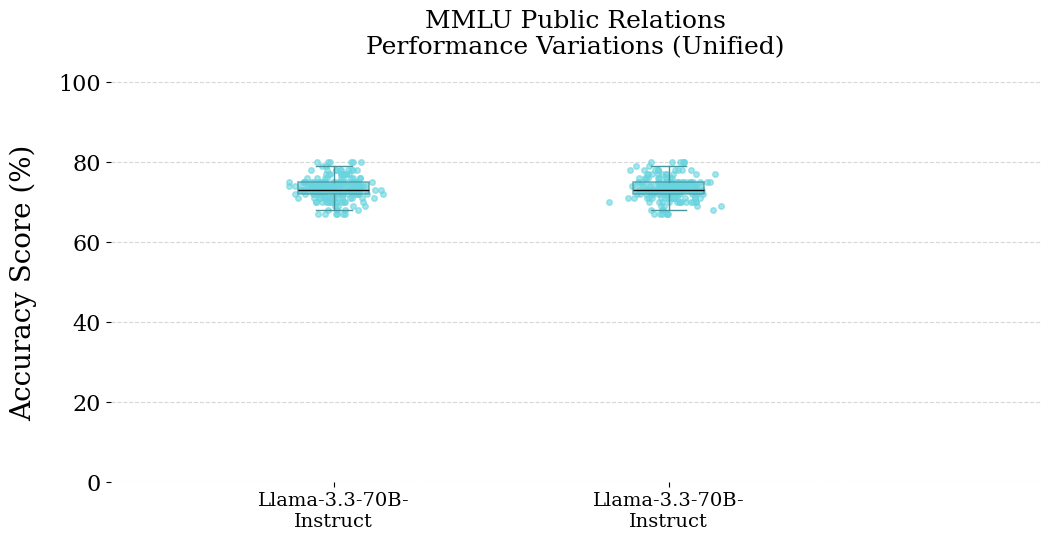 MMLU Public Relations
Performance Variations (Unified)
Accuracy Score (%)
100
80
60
40
20
0
Llama-3.3-70B-
Instruct
Llama-3.3-70B-
Instruct